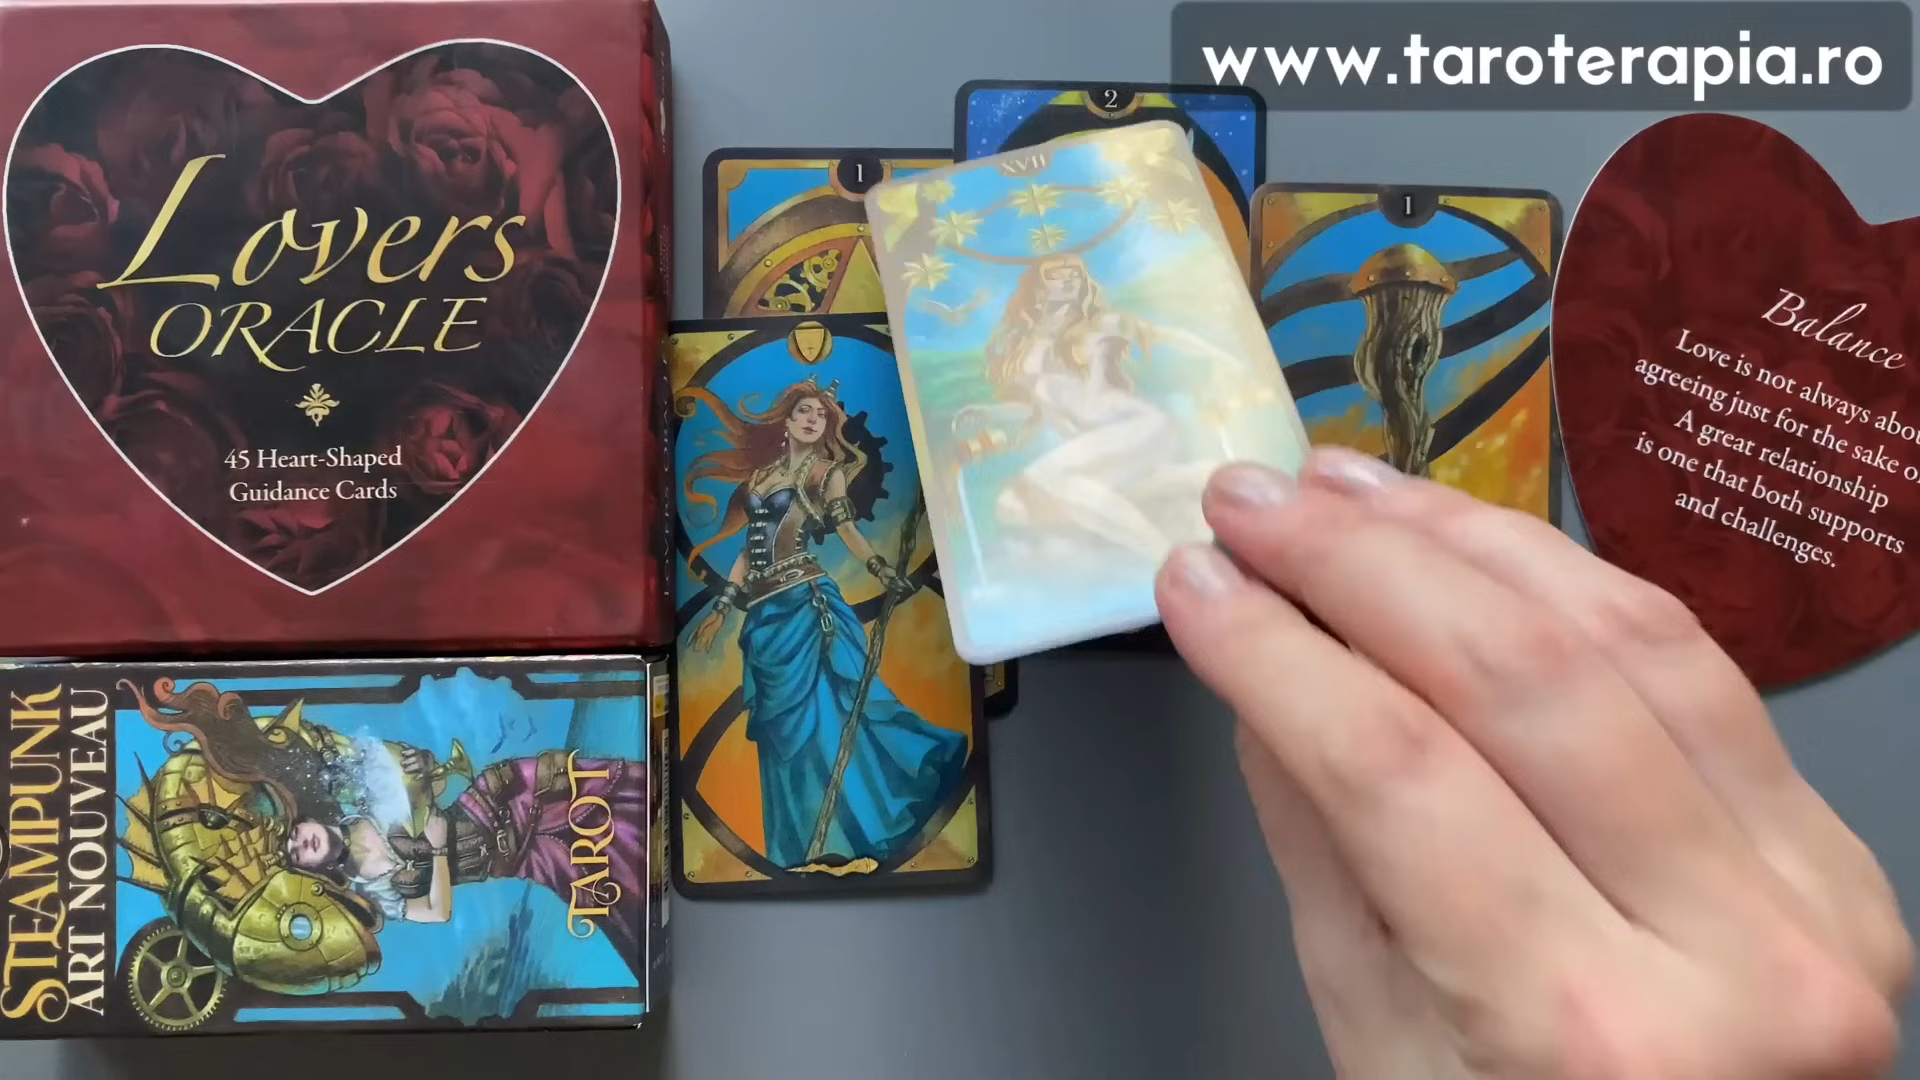 www.taroterapia.ro
Lovers
ORACLE
45 Heart-Shaped
Guidance Cards
STEAMPUNK
ART NOUVEAU
TAROT
1
2
XVII
1
Balance
Love is not always
agreeing just for the sake
A great relationship
is one that both supports
and challenges.